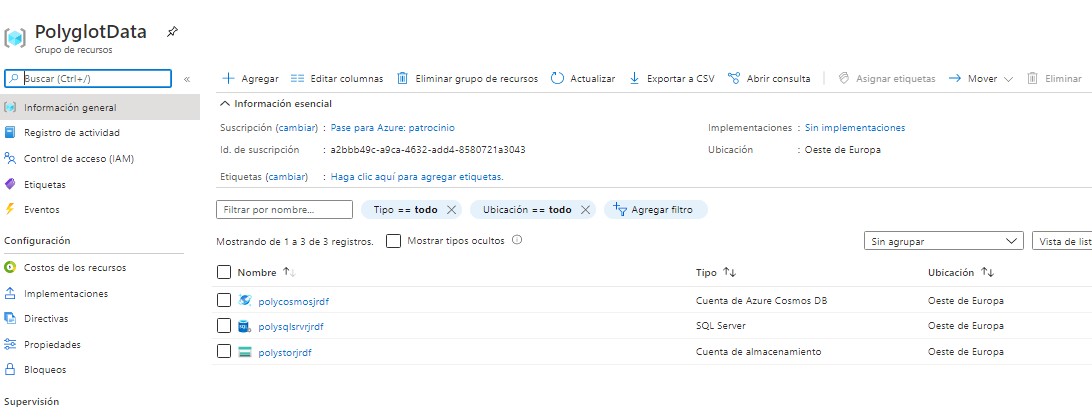 PolyglotData
Grupo de recursos
Buscar (Ctrl+/)
«
Información general
Registro de actividad
Control de acceso (IAM)
Etiquetas
Eventos
Configuración
Costos de los recursos
Implementaciones
Directivas
Propiedades
Bloqueos
Supervisión
Agregar Editar columnas Eliminar grupo de recursos Actualizar Exportar a CSV Abrir consulta Asignar etiquetas Mover Eliminar
Información esencial
Suscripción (cambiar) : Pase para Azure: patrocinio Implementaciones : Sin implementaciones
Id. de suscripción : a2bbb49c-a9ca-4632-add4-8580721a3043 Ubicación : Oeste de Europa
Etiquetas (cambiar) : Haga clic aquí para agregar etiquetas.
Filtrar por nombre... Tipo == todo Ubicación == todo Agregar filtro
Mostrando de 1 a 3 de 3 registros. Mostrar tipos ocultos Sin agrupar Vista de list
Nombre Tipo Ubicación
polycosmosjrdf Cuenta de Azure Cosmos DB Oeste de Europa
polysqlsrvrjrdf SQL Server Oeste de Europa
polystorjrdf Cuenta de almacenamiento Oeste de Europa